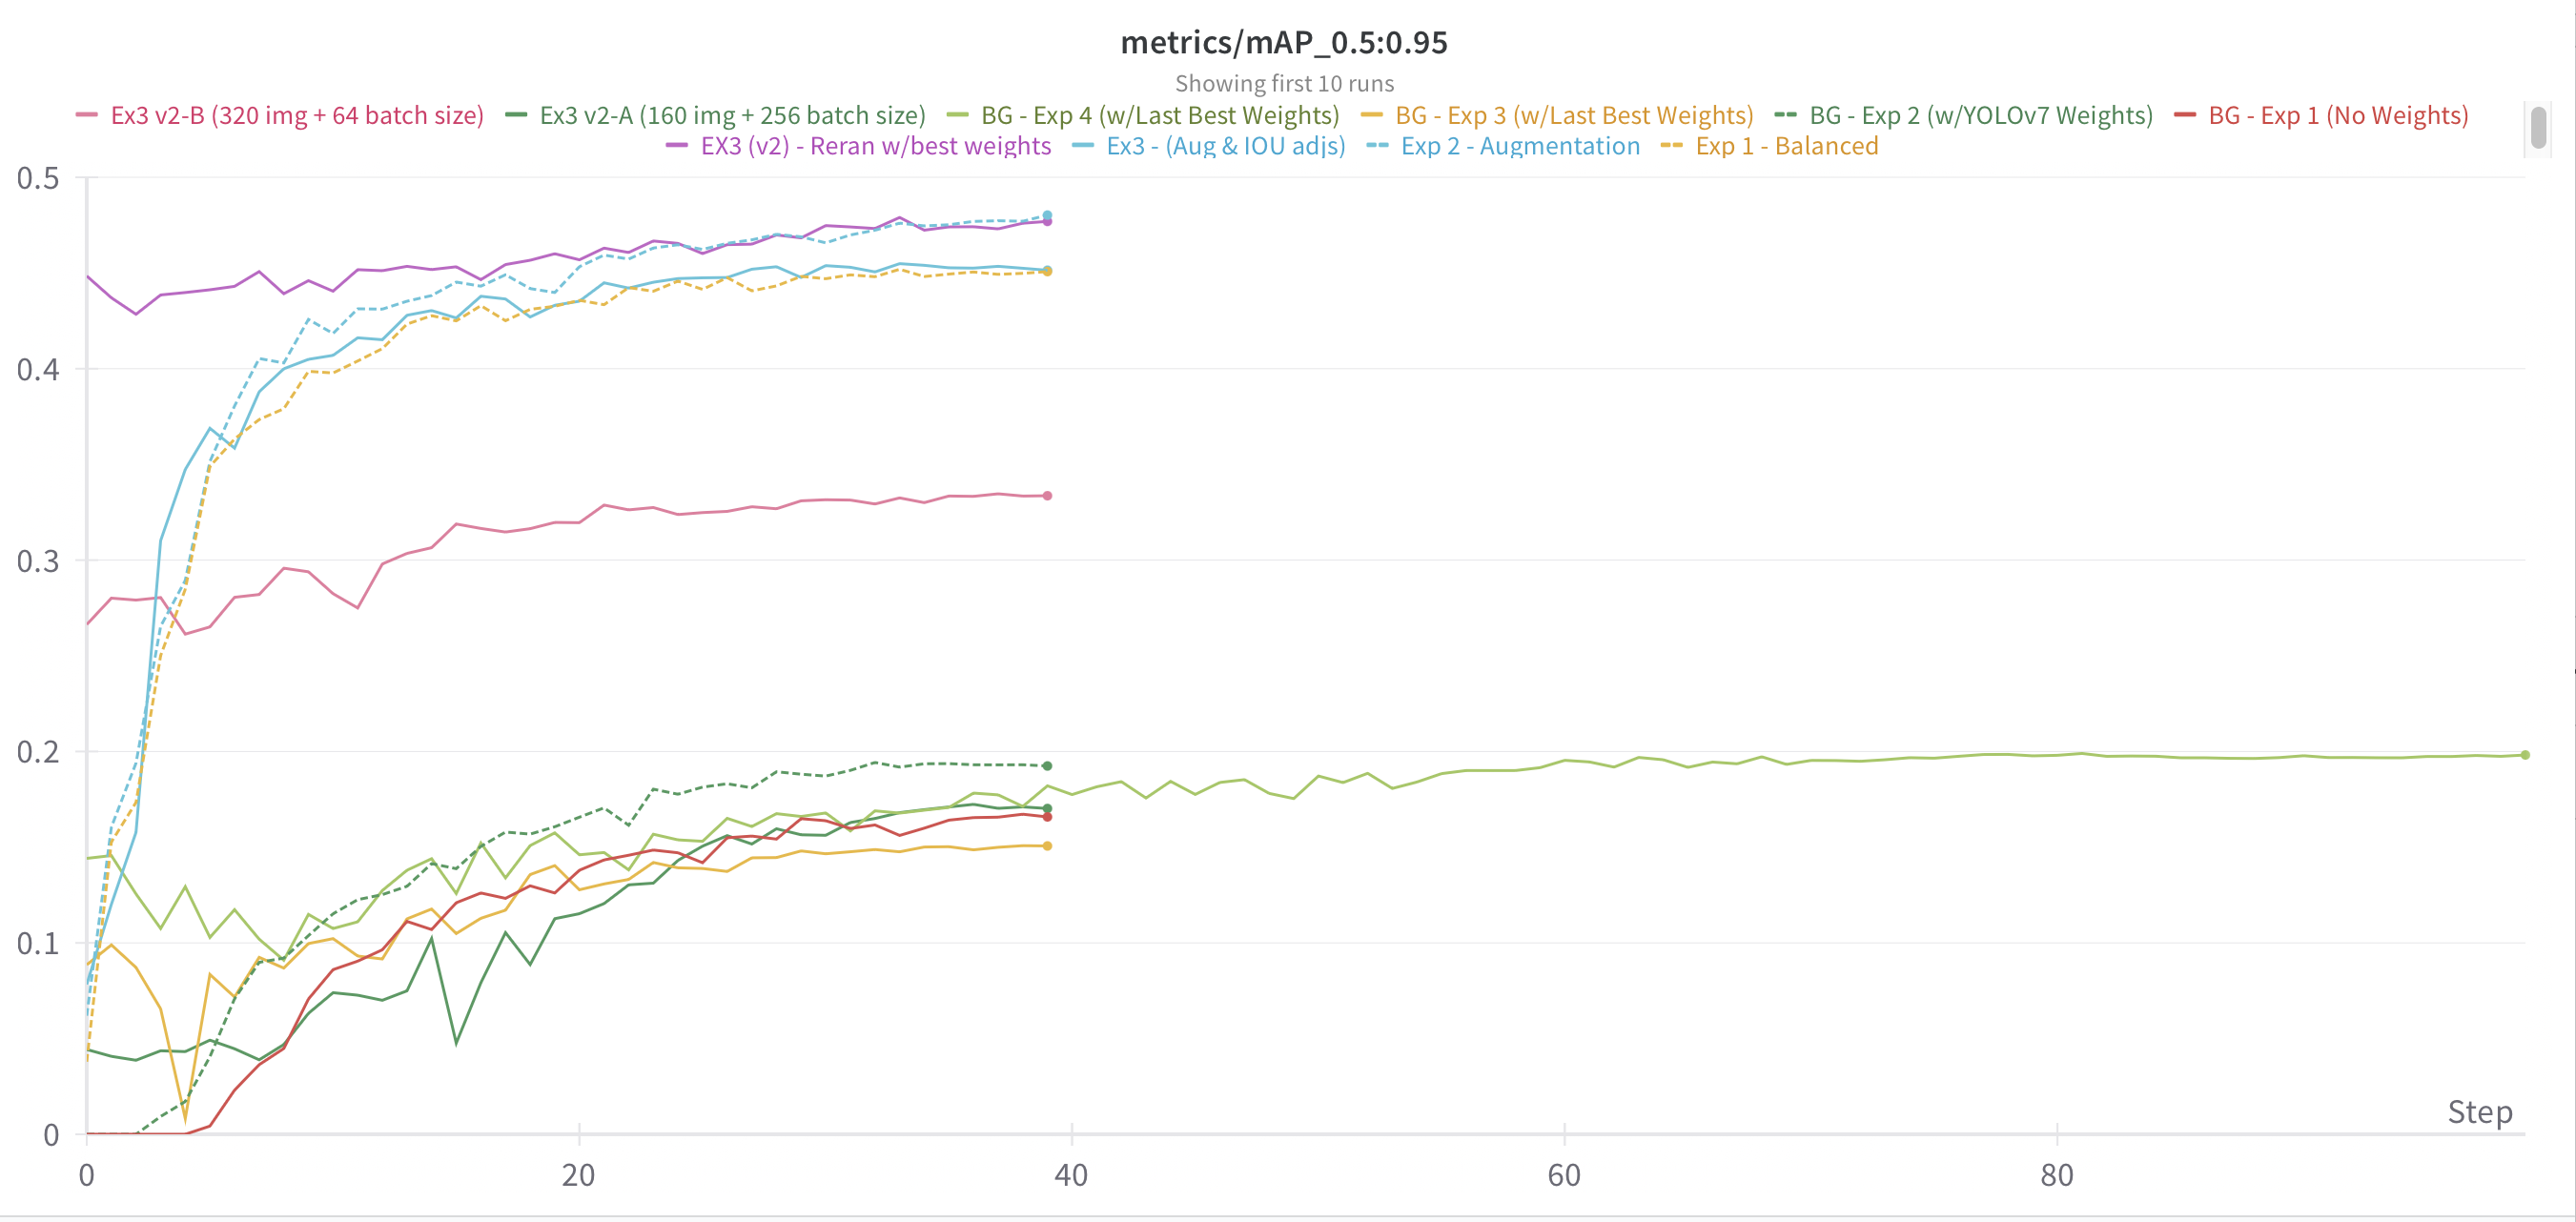 metrics/mAP_0.5:0.95
Showing first 10 runs
Ex3 v2-B (320 img + 64 batch size) Ex3 v2-A (160 img + 256 batch size) BG - Exp 4 (w/Last Best Weights) BG - Exp 3 (w/Last Best Weights) BG - Exp 2 (w/YOLOv7 Weights) BG - Exp 1 (No Weights)
EX3 (v2) - Reran w/best weights Ex3 - (Aug & IOU adjs) Exp 2 - Augmentation Exp 1 - Balanced
0.5
0.4
0.3
0.2
0.1
Step
0
0 20 40 60 80